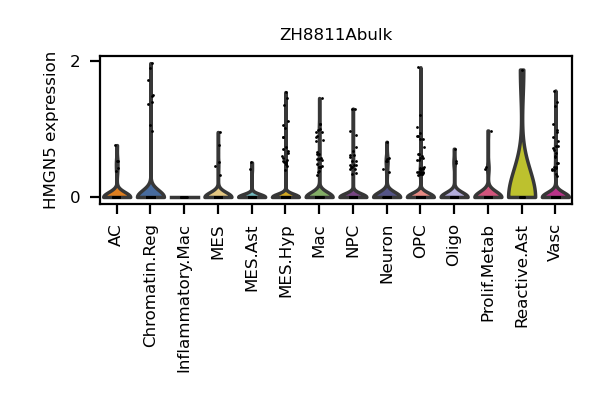 ZH8811Abulk
HMGN5 expression
2
0
AC
Chromatin.Reg
Inflammatory.Mac
MES
MES.Ast
MES.Hyp
Mac
NPC
Neuron
OPC
Oligo
Prolif.Metab
Reactive.Ast
Vasc